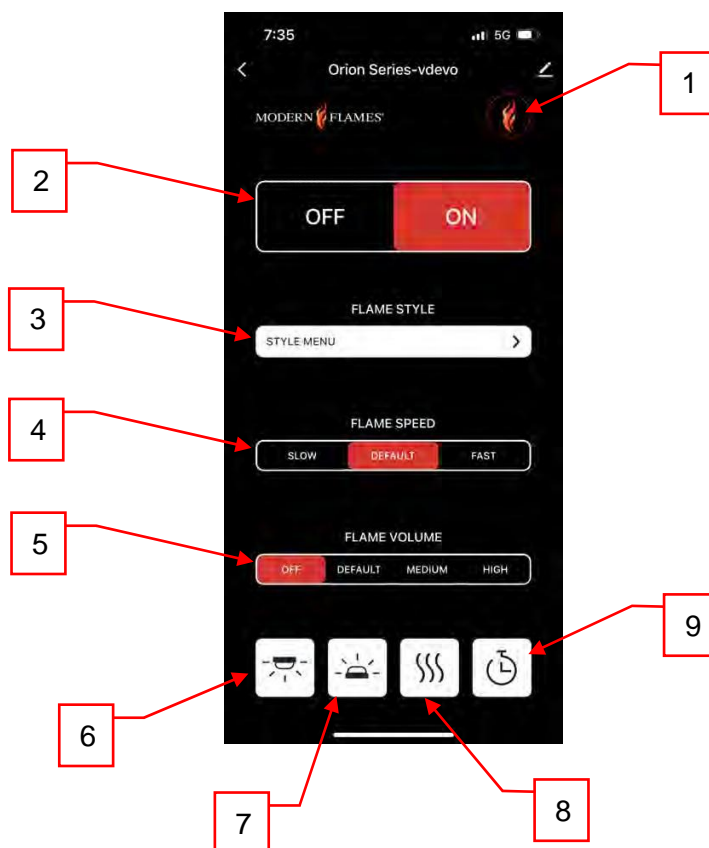 7:35 5G
Orion Series-vdevo
1
MODERN FLAMES®
2
OFF ON
FLAME STYLE
3
STYLE MENU
FLAME SPEED
4
SLOW DEFAULT FAST
FLAME VOLUME
5
OFF DEFAULT MEDIUM HIGH
9
6
7
8